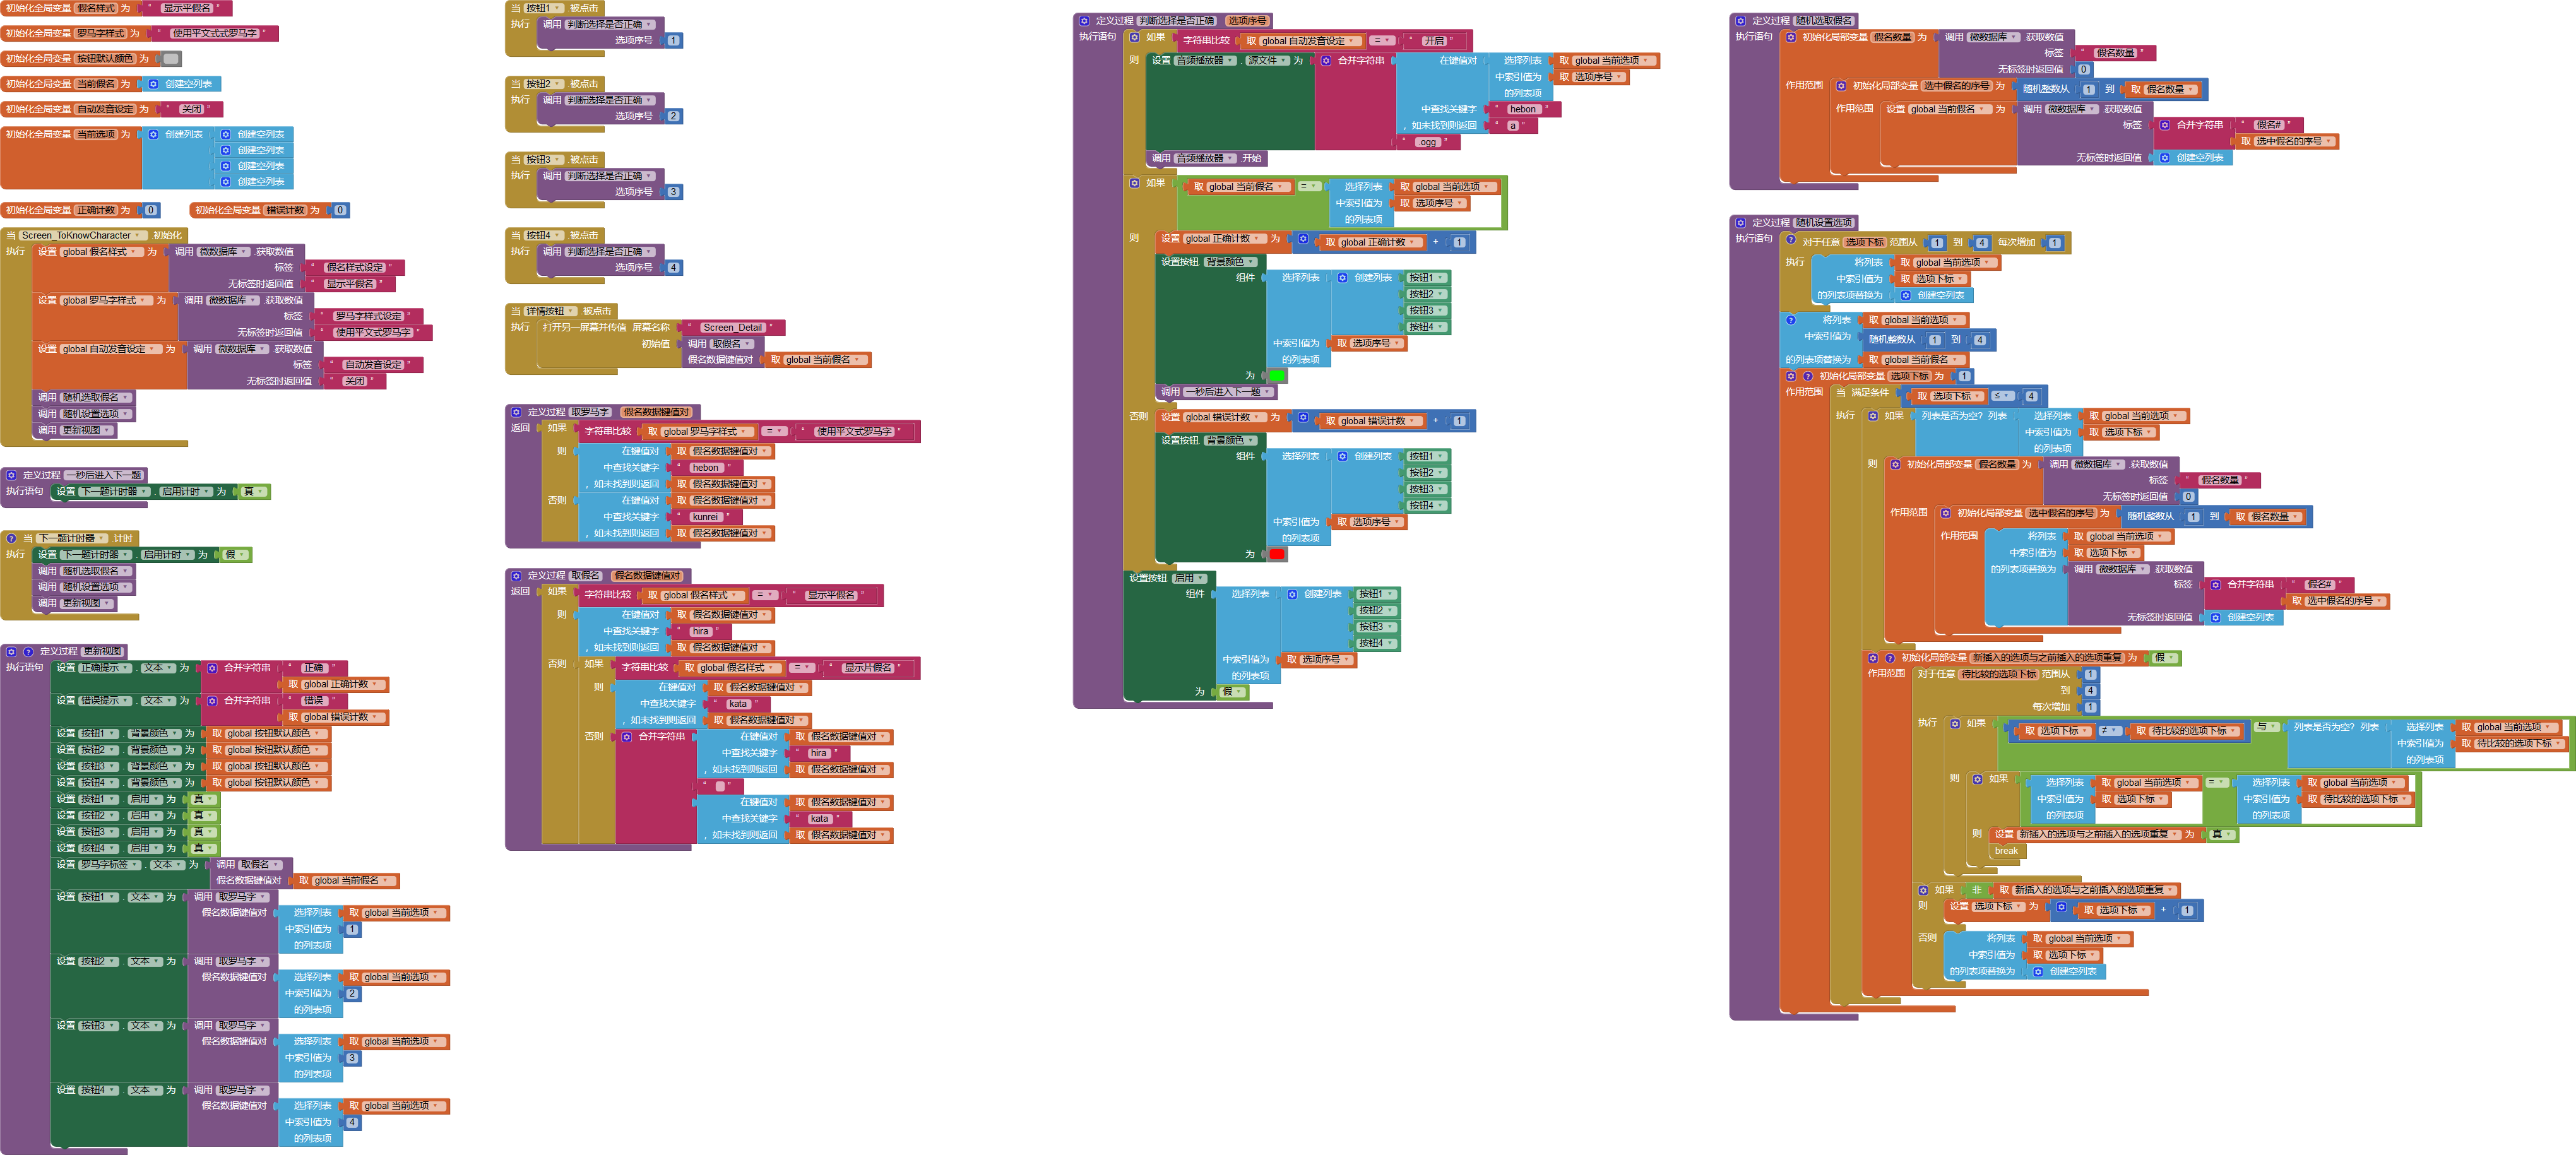 初始化全局变量 假名样式 为 " 显示平假名 "
初始化全局变量 罗马字样式 为 " 使用平文式式罗马字 "
初始化全局变量 按钮默认颜色 为
初始化全局变量 当前假名 为 创建空列表
初始化全局变量 自动发音设定 为 " 关闭 "
初始化全局变量 当前选项 为 创建列表 创建空列表
创建空列表
创建空列表
创建空列表
初始化全局变量 正确计数 为 0
初始化全局变量 错误计数 为 0
当 Screen_ToKnowCharacter .初始化
执行 设置 global 假名样式 为 调用 微数据库 .获取数值
标签 " 假名样式设定 "
无标签时返回值 " 显示平假名 "
设置 global 罗马字样式 为 调用 微数据库 .获取数值
标签 " 罗马字样式设定 "
无标签时返回值 " 使用平文式罗马字 "
设置 global 自动发音设定 为 调用 微数据库 .获取数值
标签 " 自动发音设定 "
无标签时返回值 " 关闭 "
调用 随机选取假名
调用 随机设置选项
调用 更新视图
定义过程 一秒后进入下一题
执行语句 设置 下一题计时器 . 启用计时 为 真
当 下一题计时器 .计时
执行 设置 下一题计时器 . 启用计时 为 假
调用 随机选取假名
调用 随机设置选项
调用 更新视图
定义过程 更新视图
执行语句 设置 正确提示 . 文本 为 合并字符串 " 正确 "
取 global 正确计数
设置 错误提示 . 文本 为 合并字符串 " 错误 "
取 global 错误计数
设置 按钮1 . 背景颜色 为 取 global 按钮默认颜色
设置 按钮2 . 背景颜色 为 取 global 按钮默认颜色
设置 按钮3 . 背景颜色 为 取 global 按钮默认颜色
设置 按钮4 . 背景颜色 为 取 global 按钮默认颜色
设置 按钮1 . 启用 为 真
设置 按钮2 . 启用 为 真
设置 按钮3 . 启用 为 真
设置 按钮4 . 启用 为 真
设置 罗马字标签 . 文本 为 调用 取假名
假名数据键值对 取 global 当前假名
设置 按钮1 . 文本 为 调用 取罗马字
假名数据键值对 选择列表 取 global 当前选项
中索引值为 1
的列表项
设置 按钮2 . 文本 为 调用 取罗马字
假名数据键值对 选择列表 取 global 当前选项
中索引值为 2
的列表项
设置 按钮3 . 文本 为 调用 取罗马字
假名数据键值对 选择列表 取 global 当前选项
中索引值为 3
的列表项
设置 按钮4 . 文本 为 调用 取罗马字
假名数据键值对 选择列表 取 global 当前选项
中索引值为 4
的列表项
当 按钮1 .被点击
执行 调用 判断选择是否正确
选项序号 1
当 按钮2 .被点击
执行 调用 判断选择是否正确
选项序号 2
当 按钮3 .被点击
执行 调用 判断选择是否正确
选项序号 3
当 按钮4 .被点击
执行 调用 判断选择是否正确
选项序号 4
当 详情按钮 .被点击
执行 打开另一屏幕并传值 屏幕名称 " Screen_Detail "
初始值 调用 取假名
假名数据键值对 取 global 当前假名
定义过程 取罗马字 假名数据键值对
返回 如果 字符串比较 取 global 罗马字样式 = " 使用平文式罗马字 "
则 在键值对 取 假名数据键值对
中查找关键字 " hebon "
，如未找到则返回 取 假名数据键值对
否则 在键值对 取 假名数据键值对
中查找关键字 " kunrei "
，如未找到则返回 取 假名数据键值对
定义过程 取假名 假名数据键值对
返回 如果 字符串比较 取 global 假名样式 = " 显示平假名 "
则 在键值对 取 假名数据键值对
中查找关键字 " hira "
，如未找到则返回 取 假名数据键值对
否则 如果 字符串比较 取 global 假名样式 = " 显示片假名 "
则 在键值对 取 假名数据键值对
中查找关键字 " kata "
，如未找到则返回 取 假名数据键值对
否则 合并字符串 在键值对 取 假名数据键值对
中查找关键字 " hira "
，如未找到则返回 取 假名数据键值对
" "
在键值对 取 假名数据键值对
中查找关键字 " kata "
，如未找到则返回 取 假名数据键值对
定义过程 判断选择是否正确 选项序号
执行语句 如果 字符串比较 取 global 自动发音设定 = " 开启 "
则 设置 音频播放器 . 源文件 为 合并字符串 在键值对 选择列表 取 global 当前选项
中索引值为 取 选项序号
的列表项
中查找关键字 " hebon "
，如未找到则返回 " a "
" .ogg "
调用 音频播放器 .开始
如果 取 global 当前假名 = 选择列表 取 global 当前选项
中索引值为 取 选项序号
的列表项
则 设置 global 正确计数 为 取 global 正确计数 + 1
设置按钮. 背景颜色
组件 选择列表 创建列表 按钮1
按钮2
按钮3
按钮4
中索引值为 取 选项序号
的列表项
为
调用 一秒后进入下一题
否则 设置 global 错误计数 为 取 global 错误计数 + 1
设置按钮. 背景颜色
组件 选择列表 创建列表 按钮1
按钮2
按钮3
按钮4
中索引值为 取 选项序号
的列表项
为
设置按钮. 启用
组件 选择列表 创建列表 按钮1
按钮2
按钮3
按钮4
中索引值为 取 选项序号
的列表项
为 假
定义过程 随机选取假名
执行语句 初始化局部变量 假名数量 为 调用 微数据库 .获取数值
标签 " 假名数量 "
无标签时返回值 0
作用范围 初始化局部变量 选中假名的序号 为 随机整数从 1 到 取 假名数量
作用范围 设置 global 当前假名 为 调用 微数据库 .获取数值
标签 合并字符串 " 假名# "
取 选中假名的序号
无标签时返回值 创建空列表
定义过程 随机设置选项
执行语句 对于任意 选项下标 范围从 1 到 4 每次增加 1
执行 将列表 取 global 当前选项
中索引值为 取 选项下标
的列表项替换为 创建空列表
将列表 取 global 当前选项
中索引值为 随机整数从 1 到 4
的列表项替换为 取 global 当前假名
初始化局部变量 选项下标 为 1
作用范围 当 满足条件 取 选项下标 ≤ 4
执行 如果 列表是否为空? 列表 选择列表 取 global 当前选项
中索引值为 取 选项下标
的列表项
则 初始化局部变量 假名数量 为 调用 微数据库 .获取数值
标签 " 假名数量 "
无标签时返回值 0
作用范围 初始化局部变量 选中假名的序号 为 随机整数从 1 到 取 假名数量
作用范围 将列表 取 global 当前选项
中索引值为 取 选项下标
的列表项替换为 调用 微数据库 .获取数值
标签 合并字符串 " 假名# "
取 选中假名的序号
无标签时返回值 创建空列表
初始化局部变量 新插入的选项与之前插入的选项重复 为 假
作用范围 对于任意 待比较的选项下标 范围从 1
到 4
每次增加 1
执行 如果 取 选项下标 ≠ 取 待比较的选项下标 与 列表是否为空? 列表 选择列表 取 global 当前选项
中索引值为 取 待比较的选项下标
的列表项
则 如果 选择列表 取 global 当前选项 = 选择列表 取 global 当前选项
中索引值为 取 选项下标 中索引值为 取 待比较的选项下标
的列表项 的列表项
则 设置 新插入的选项与之前插入的选项重复 为 真
break
如果 非 取 新插入的选项与之前插入的选项重复
则 设置 选项下标 为 取 选项下标 + 1
否则 将列表 取 global 当前选项
中索引值为 取 选项下标
的列表项替换为 创建空列表